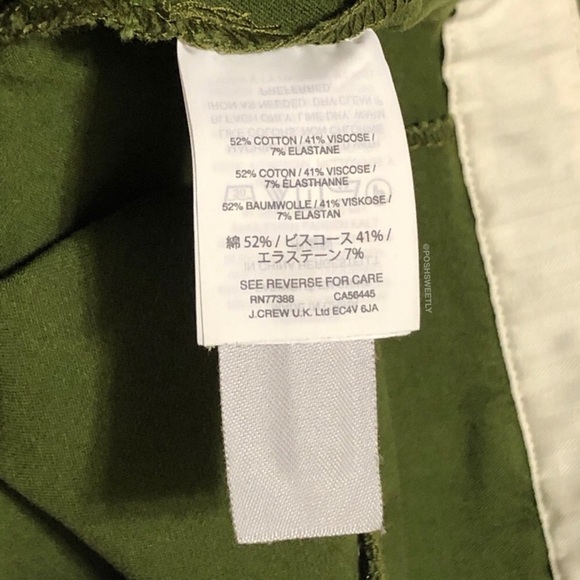 52% COTTON / 41% VISCOSE /
7% ELASTANE
52% COTON / 41% VISCOSE /
7% ÉLASTHANNE
52% BAUMWOLLE / 41% VISKOSE /
7% ELASTAN
綿 52% / ビスコース 41% /
エラステーン 7%
SEE REVERSE FOR CARE
RN77388 CA56445
J.CREW U.K. Ltd EC4V 6JA
@POSHSWEETLY